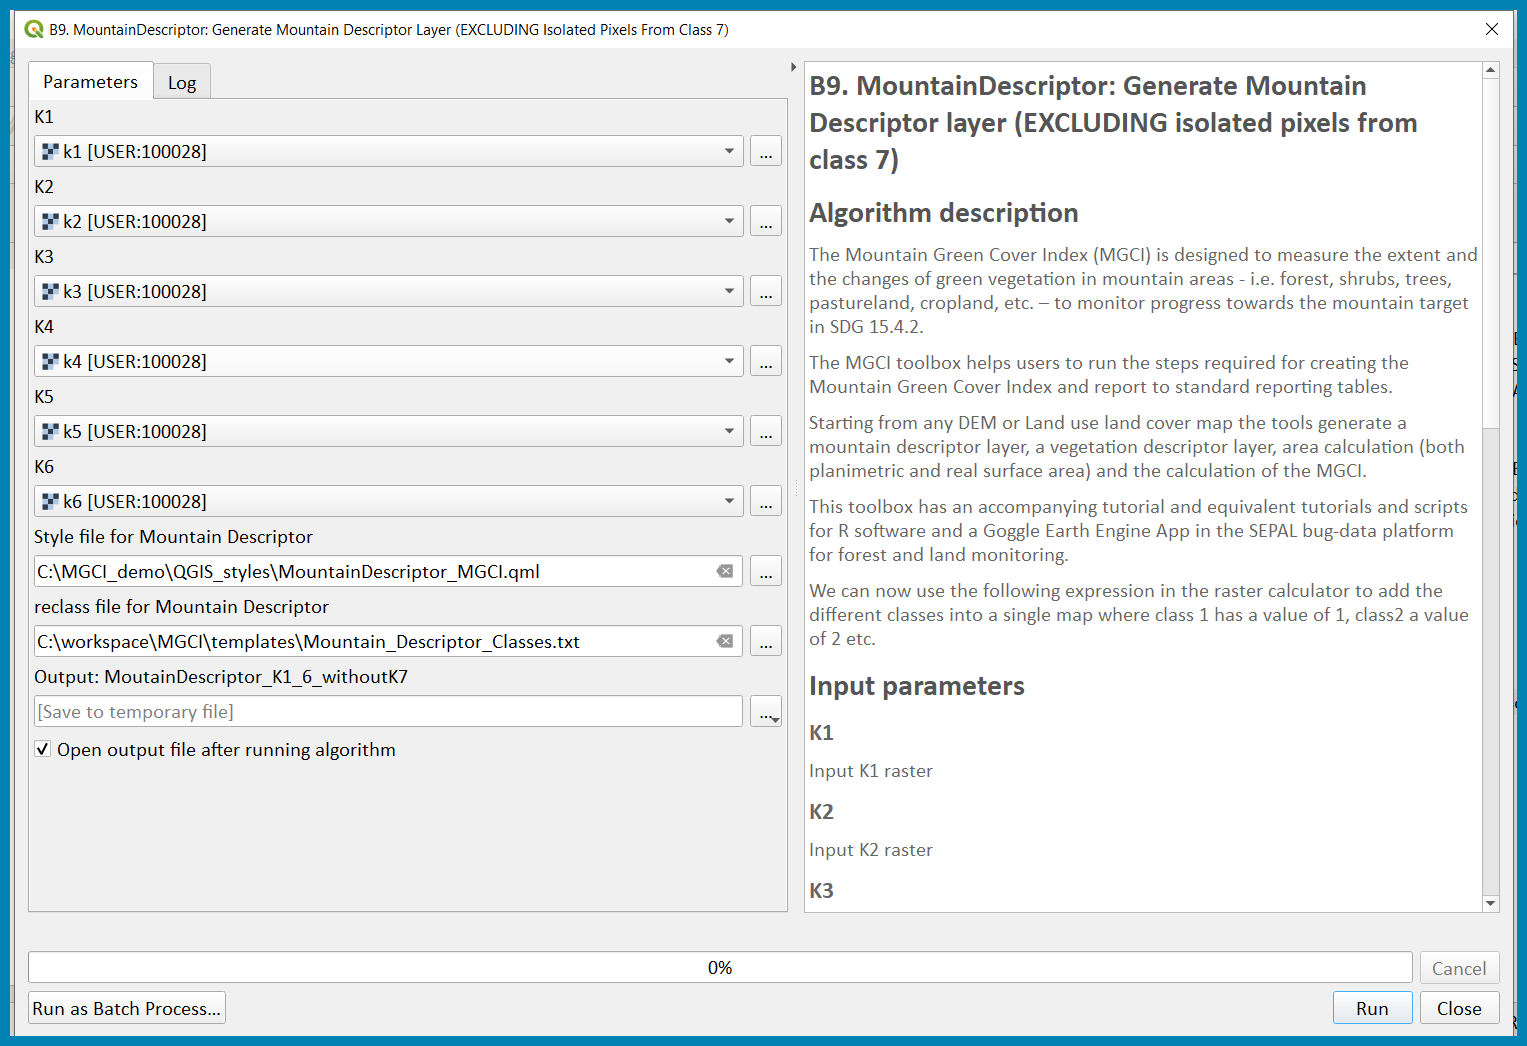 B9. MountainDescriptor: Generate Mountain Descriptor Layer (EXCLUDING Isolated Pixels From Class 7)
Parameters
Log
K1
k1 [USER:100028]
...
K2
k2 [USER:100028]
...
K3
k3 [USER:100028]
...
K4
k4 [USER:100028]
...
K5
k5 [USER:100028]
...
K6
k6 [USER:100028]
...
Style file for Mountain Descriptor
C:\MGCI_demo\QGIS_styles\MountainDescriptor_MGCI.qml
...
reclass file for Mountain Descriptor
C:\workspace\MGCI\templates\Mountain_Descriptor_Classes.txt
...
Output: MoutainDescriptor_K1_6_withoutK7
[Save to temporary file]
...
Open output file after running algorithm
B9. MountainDescriptor: Generate Mountain
Descriptor layer (EXCLUDING isolated pixels from
class 7)
Algorithm description
The Mountain Green Cover Index (MGCI) is designed to measure the extent and
the changes of green vegetation in mountain areas - i.e. forest, shrubs, trees,
pastureland, cropland, etc. – to monitor progress towards the mountain target
in SDG 15.4.2.
The MGCI toolbox helps users to run the steps required for creating the
Mountain Green Cover Index and report to standard reporting tables.
Starting from any DEM or Land use land cover map the tools generate a
mountain descriptor layer, a vegetation descriptor layer, area calculation (both
planimetric and real surface area) and the calculation of the MGCI.
This toolbox has an accompanying tutorial and equivalent tutorials and scripts
for R software and a Goggle Earth Engine App in the SEPAL bug-data platform
for forest and land monitoring.
We can now use the following expression in the raster calculator to add the
different classes into a single map where class 1 has a value of 1, class2 a value
of 2 etc.
Input parameters
K1
Input K1 raster
K2
Input K2 raster
K3
0%
Cancel
Run as Batch Process...
Run
Close